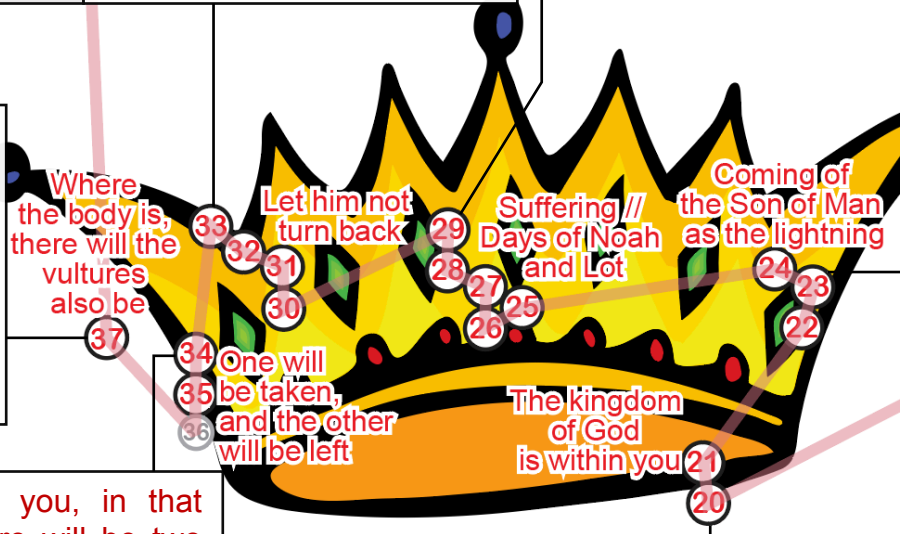 Where
the body is,
there will the
vultures
also be
37
33
32
31
30
Let him not
turn back
29
28
27
26
25
Suffering //
Days of Noah
and Lot
Coming of
the Son of Man
as the lightning
24
23
22
34
35
36
One will
be taken,
and the other
will be left
The kingdom
of God
is within you
21
20
you, in that
will be two